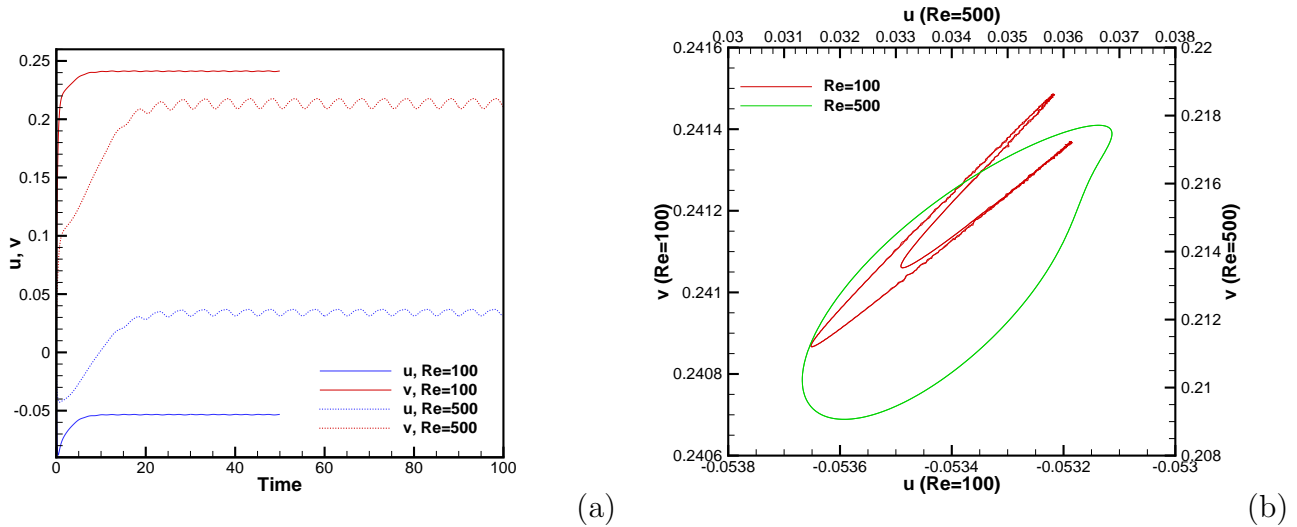 u, v
0.25
0.2
0.15
0.1
0.05
0
-0.05
0 20 40 60 80 100
Time
u, Re=100
v, Re=100
u, Re=500
v, Re=500
(a)
u (Re=500)
0.03 0.031 0.032 0.033 0.034 0.035 0.036 0.037 0.038
v (Re=100)
0.2416
0.2414
0.2412
0.241
0.2408
0.2406
Re=100
Re=500
0.22
0.218
0.216
0.214
0.212
0.21
0.208
v (Re=500)
-0.0538 -0.0536 -0.0534 -0.0532 -0.053
u (Re=100)
(b)